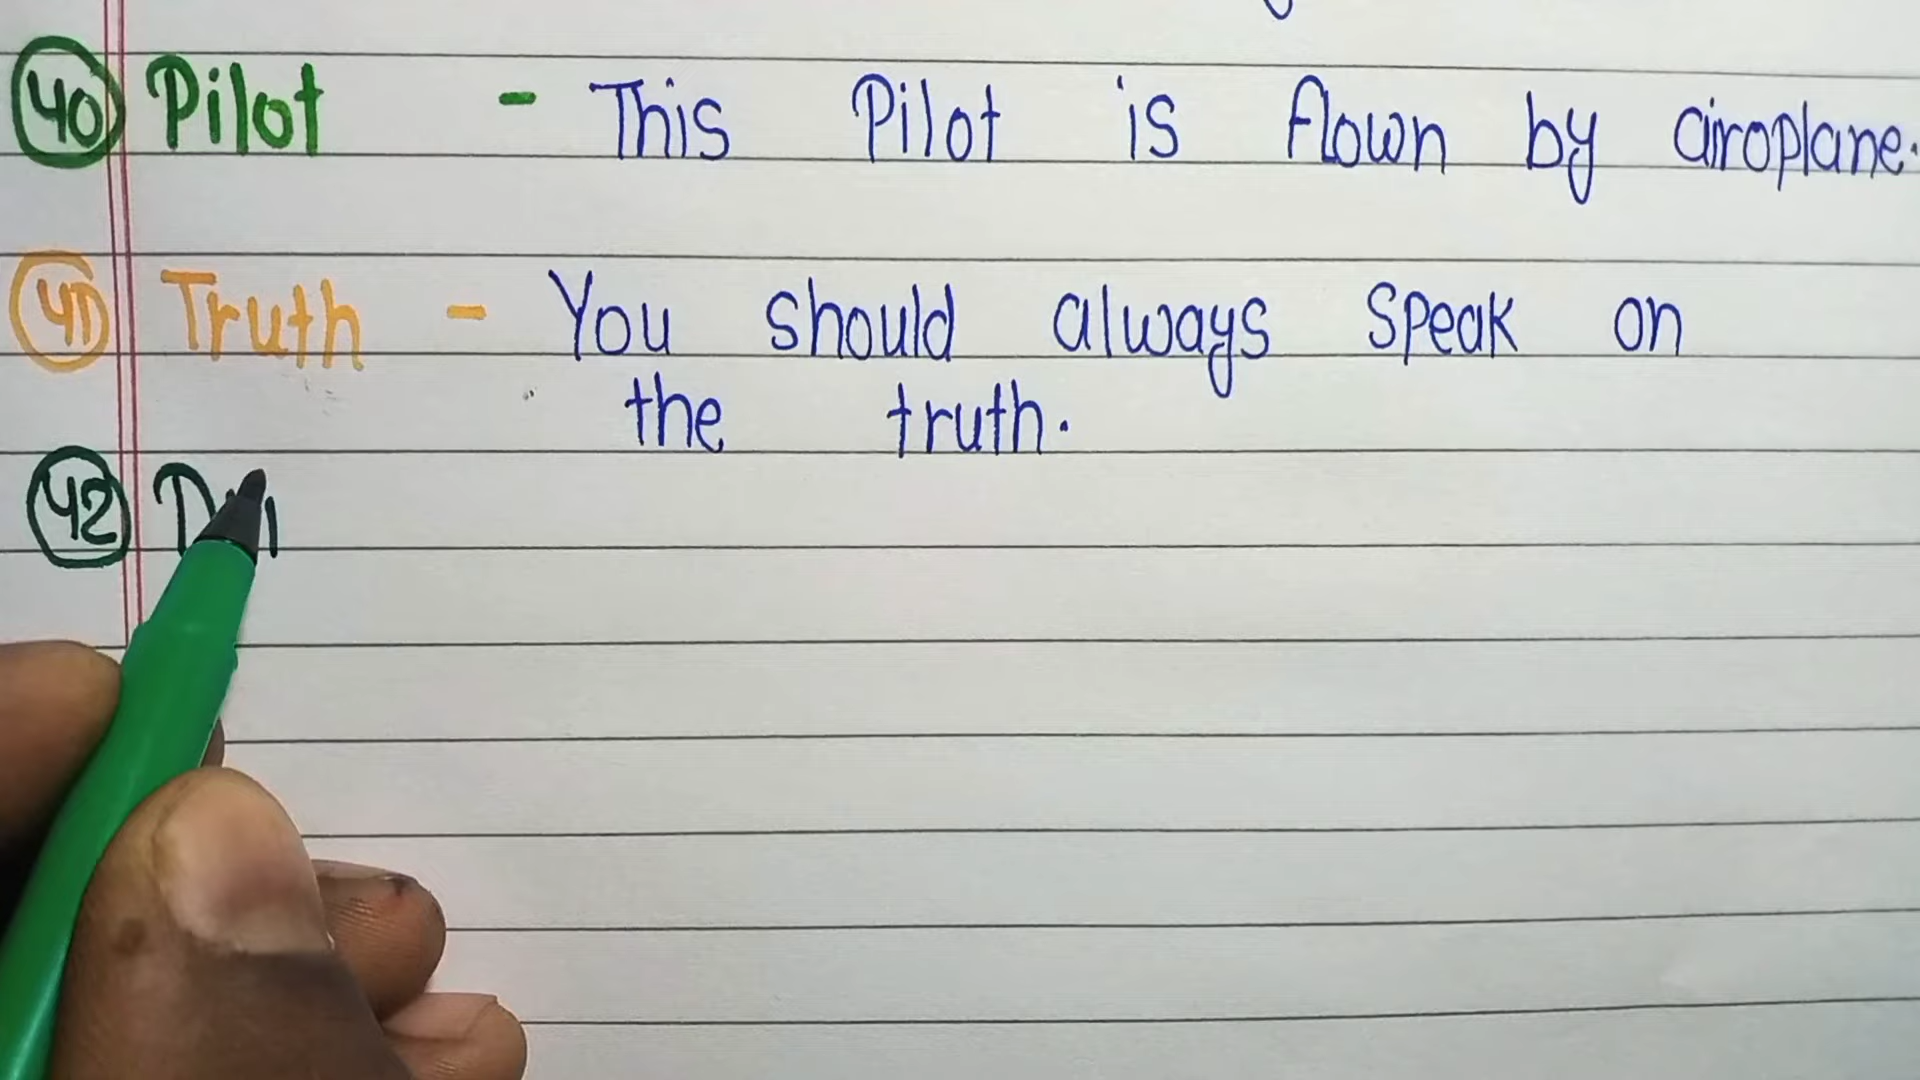 40 Pilot - This Pilot is flown by airoplane.
41 Truth - You should always speak on
the truth.
42